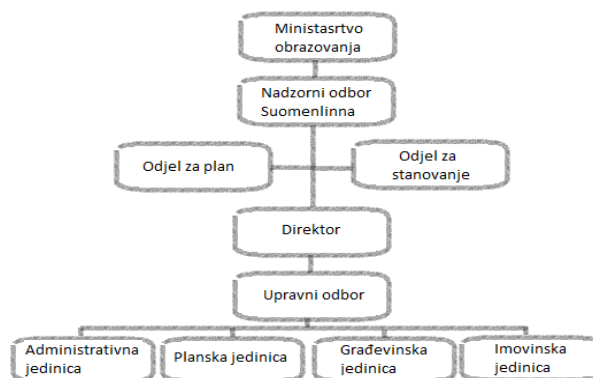 Ministasrtvo
obrazovanja
Nadzorni odbor
Suomenlinna
Odjel za plan
Odjel za
stanovanje
Direktor
Upravni odbor
Administrativna
jedinica
Planska jedinica
Građevinska
jedinica
Imovinska
jedinica